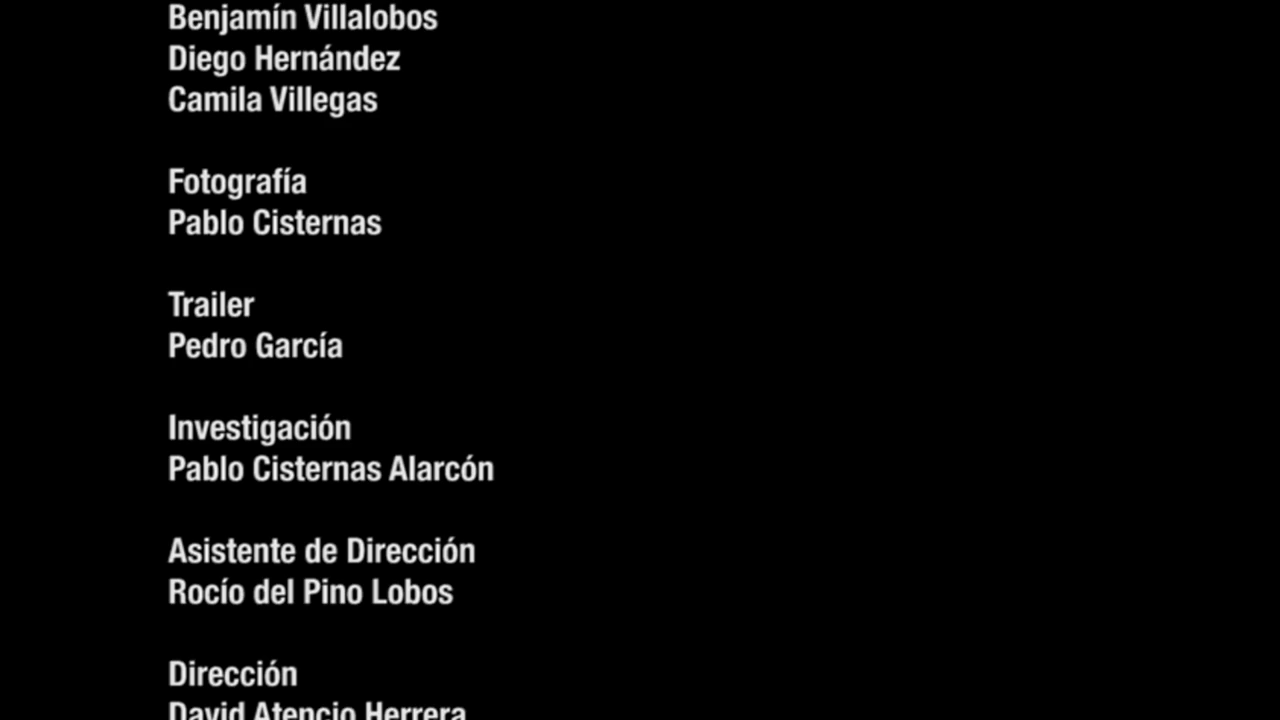 Benjamín Villalobos
Diego Hernández
Camila Villegas
Fotografía
Pablo Cisternas
Trailer
Pedro García
Investigación
Pablo Cisternas Alarcón
Asistente de Dirección
Rocío del Pino Lobos
Dirección
David Atencio Herrera